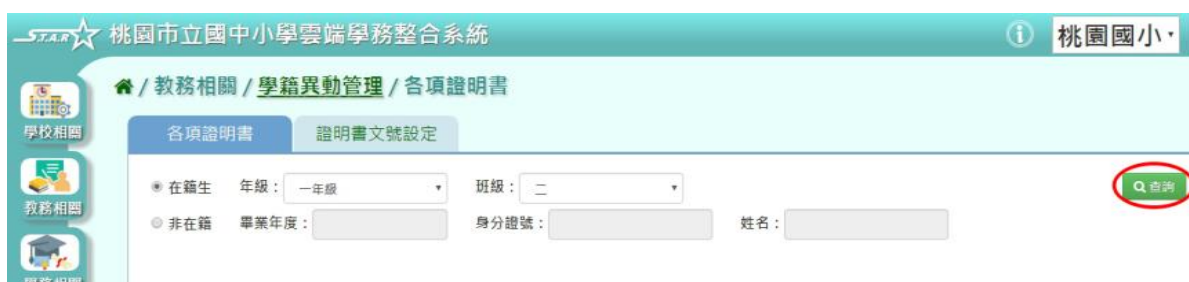 STAR 桃園市立國中小學雲端學務整合系統 桃園國小
/ 教務相關 / 學籍異動管理 / 各項證明書
學校相關
各項證明書 證明書文號設定
在籍生 年級： 一年級 班級： 二 查詢
教務相關
非在籍 畢業年度： 身分證號： 姓名：
學務相關